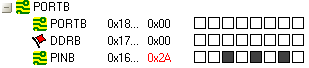 PORTB
PORTB 0x18... 0x00
DDRB 0x17... 0x00
PINB 0x16... 0x2A